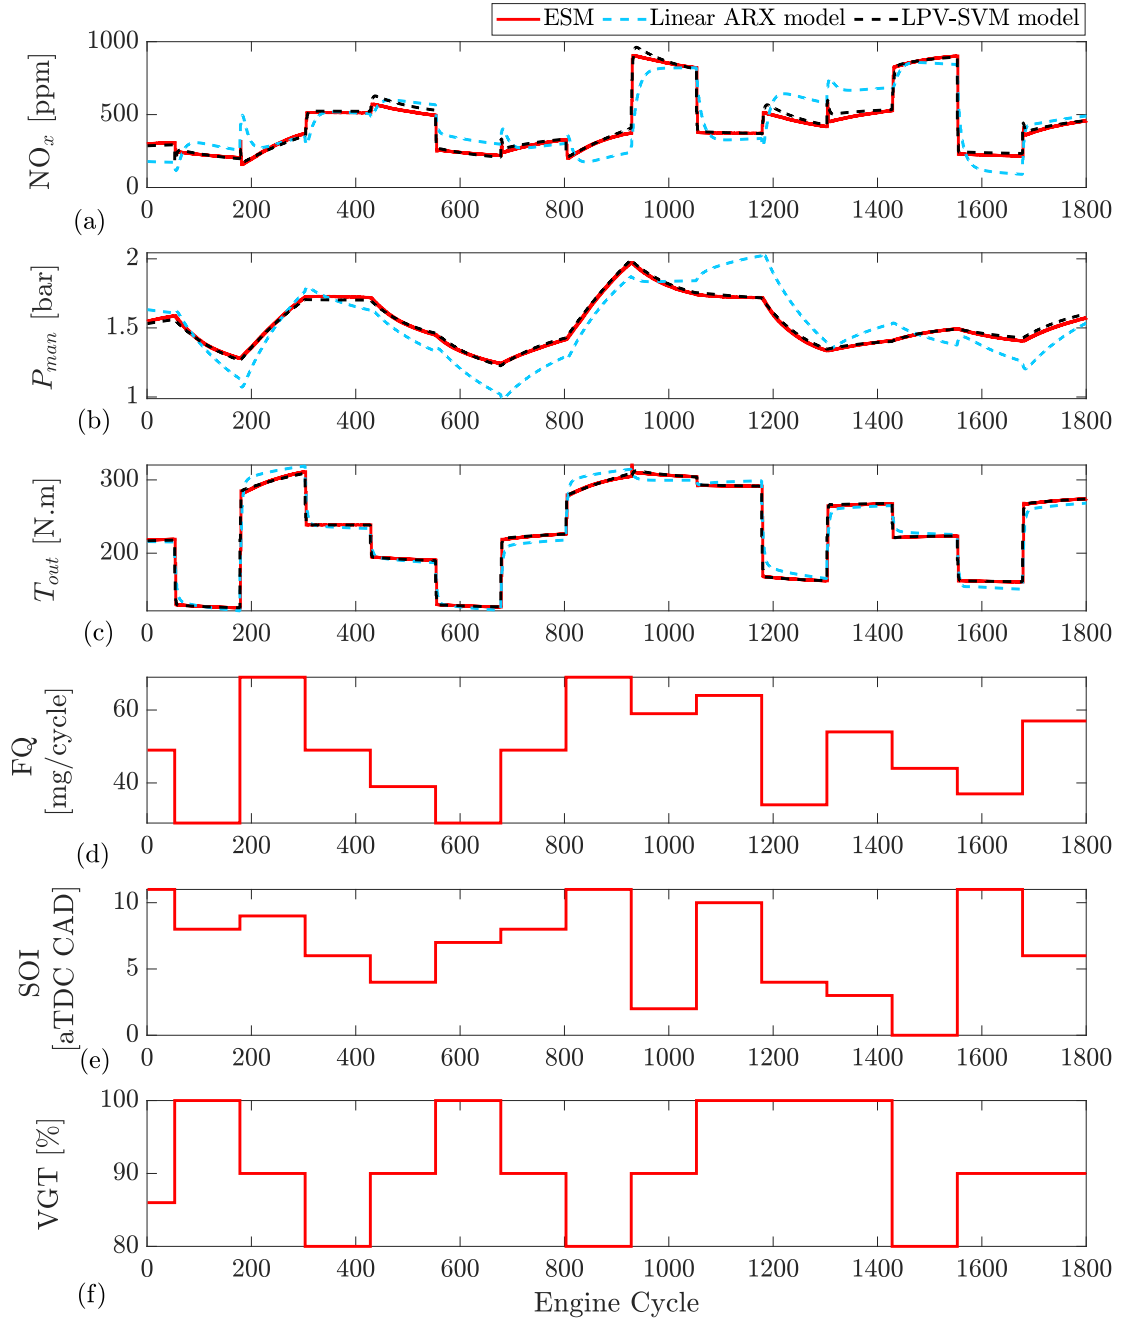 ESM Linear ARX model LPV-SVM model
1000
500
0
NOx [ppm]
0 200 400 600 800 1000 1200 1400 1600 1800
(a)
2
1.5
1
Pman [bar]
0 200 400 600 800 1000 1200 1400 1600 1800
(b)
300
200
Tout [N.m]
0 200 400 600 800 1000 1200 1400 1600 1800
(c)
60
40
FQ
[mg/cycle]
0 200 400 600 800 1000 1200 1400 1600 1800
(d)
10
5
0
SOI
[aTDC CAD]
0 200 400 600 800 1000 1200 1400 1600 1800
(e)
100
90
80
VGT [%]
0 200 400 600 800 1000 1200 1400 1600 1800
(f)
Engine Cycle